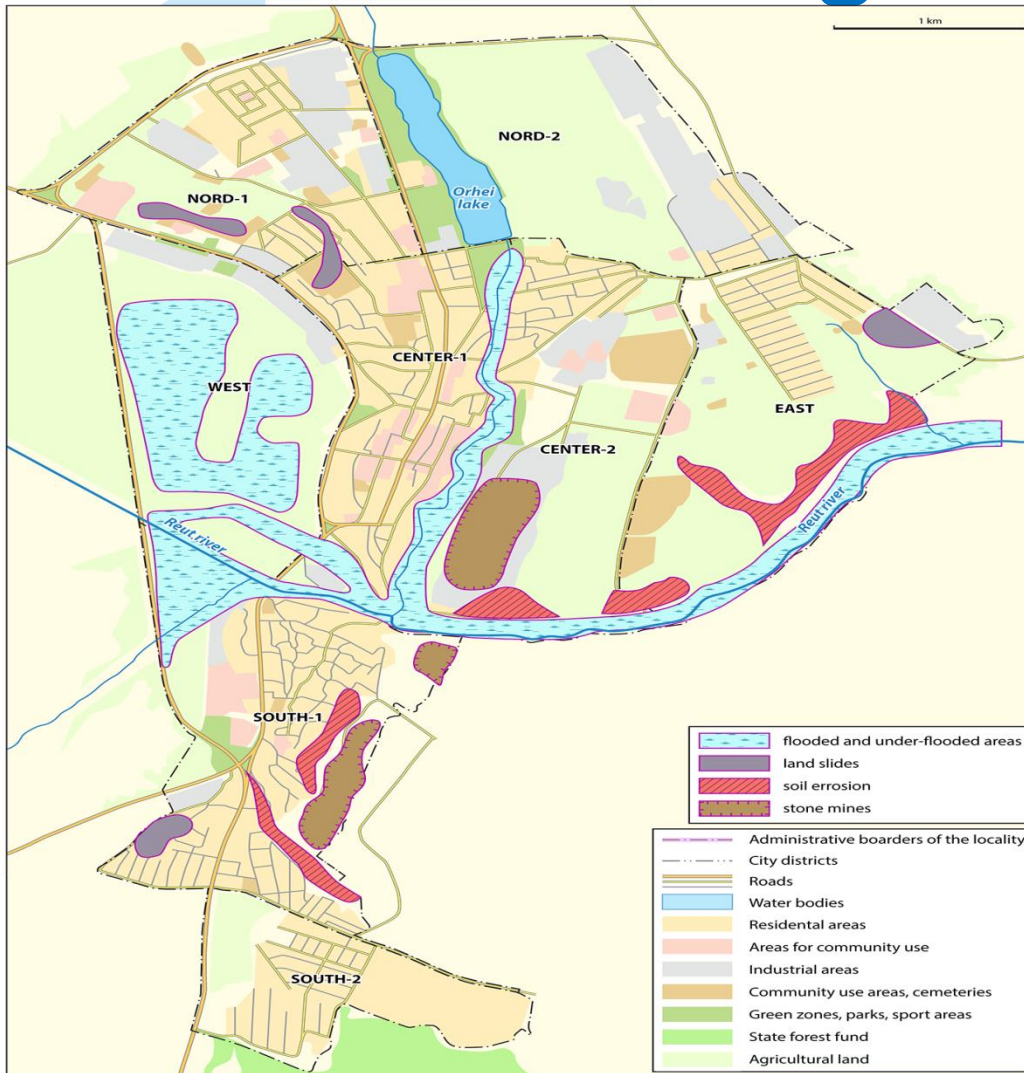 1 km
NORD-2
Orhei
lake
NORD-1
CENTER-1
WEST
EAST
CENTER-2
Reut river
Reut river
SOUTH-1
SOUTH-2
flooded and under-flooded areas
land slides
soil errosion
stone mines
Administrative boarders of the locality
City districts
Roads
Water bodies
Residental areas
Areas for community use
Industrial areas
Community use areas, cemeteries
Green zones, parks, sport areas
State forest fund
Agricultural land